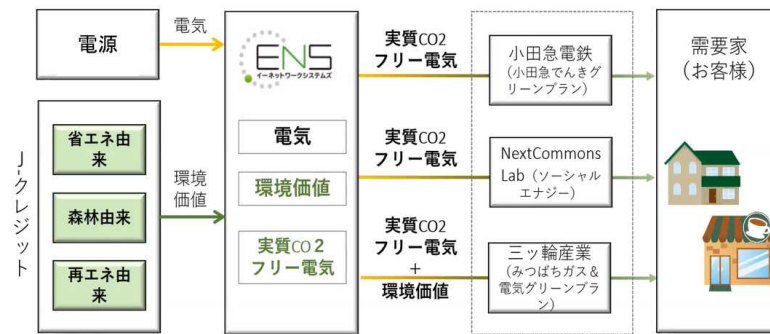 電源
電気
J-クレジット
省エネ由
来
森林由来
再エネ由
来
環境
価値
ENS
イーネットワークシステムズ
電気
環境価値
実質CO2
フリー電気
実質CO2
フリー電気
実質CO2
フリー電気
実質CO2
フリー電気
+
環境価値
小田急電鉄
(小田急でんきグ
リーンプラン)
NextCommons
Lab(ソーシャル
エナジー)
三ッ輪産業
(みつばちガス&
電気グリーンプラ
ン)
需要家
(お客様)